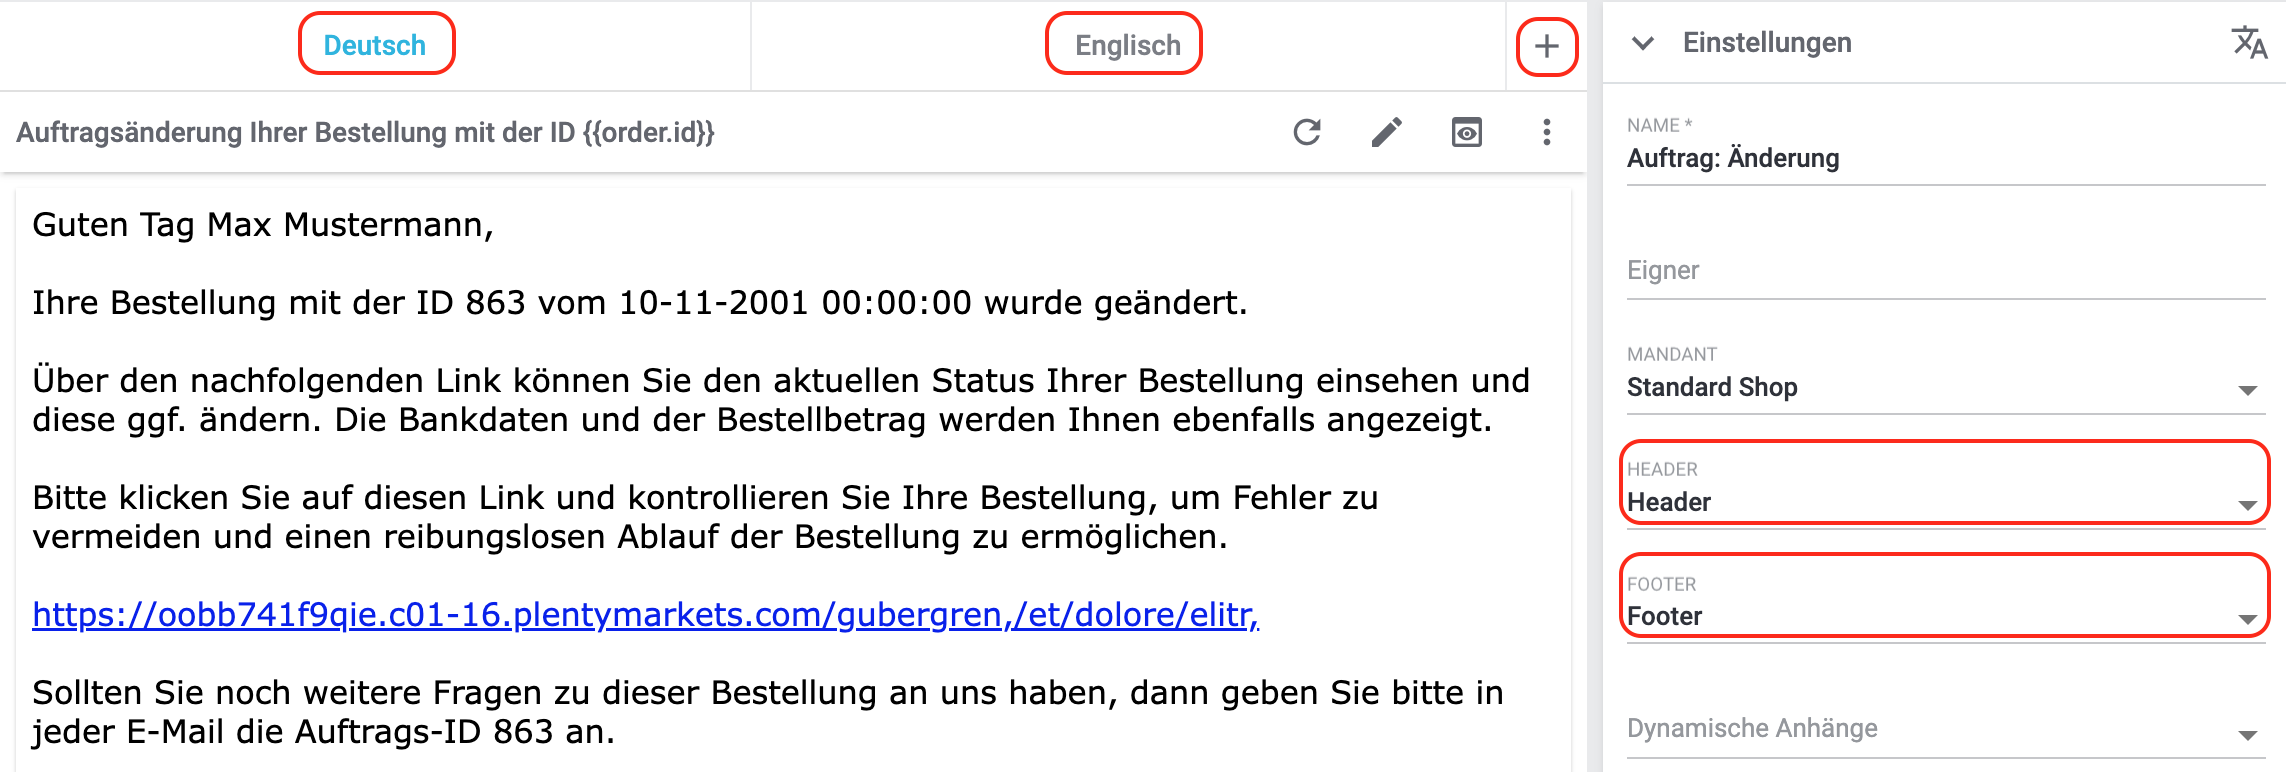 Deutsch
Englisch
Einstellungen
Auftragsänderung Ihrer Bestellung mit der ID {{order.id}}
Guten Tag Max Mustermann,
Ihre Bestellung mit der ID 863 vom 10-11-2001 00:00:00 wurde geändert.
Über den nachfolgenden Link können Sie den aktuellen Status Ihrer Bestellung einsehen und
diese ggf. ändern. Die Bankdaten und der Bestellbetrag werden Ihnen ebenfalls angezeigt.
Bitte klicken Sie auf diesen Link und kontrollieren Sie Ihre Bestellung, um Fehler zu
vermeiden und einen reibungslosen Ablauf der Bestellung zu ermöglichen.
https://oobb741f9qie.c01-16.plentymarkets.com/gubergren,/et/dolore/elitr,
Sollten Sie noch weitere Fragen zu dieser Bestellung an uns haben, dann geben Sie bitte in
jeder E-Mail die Auftrags-ID 863 an.
NAME *
Auftrag: Änderung
Eigner
MANDANT
Standard Shop
HEADER
Header
FOOTER
Footer
Dynamische Anhänge